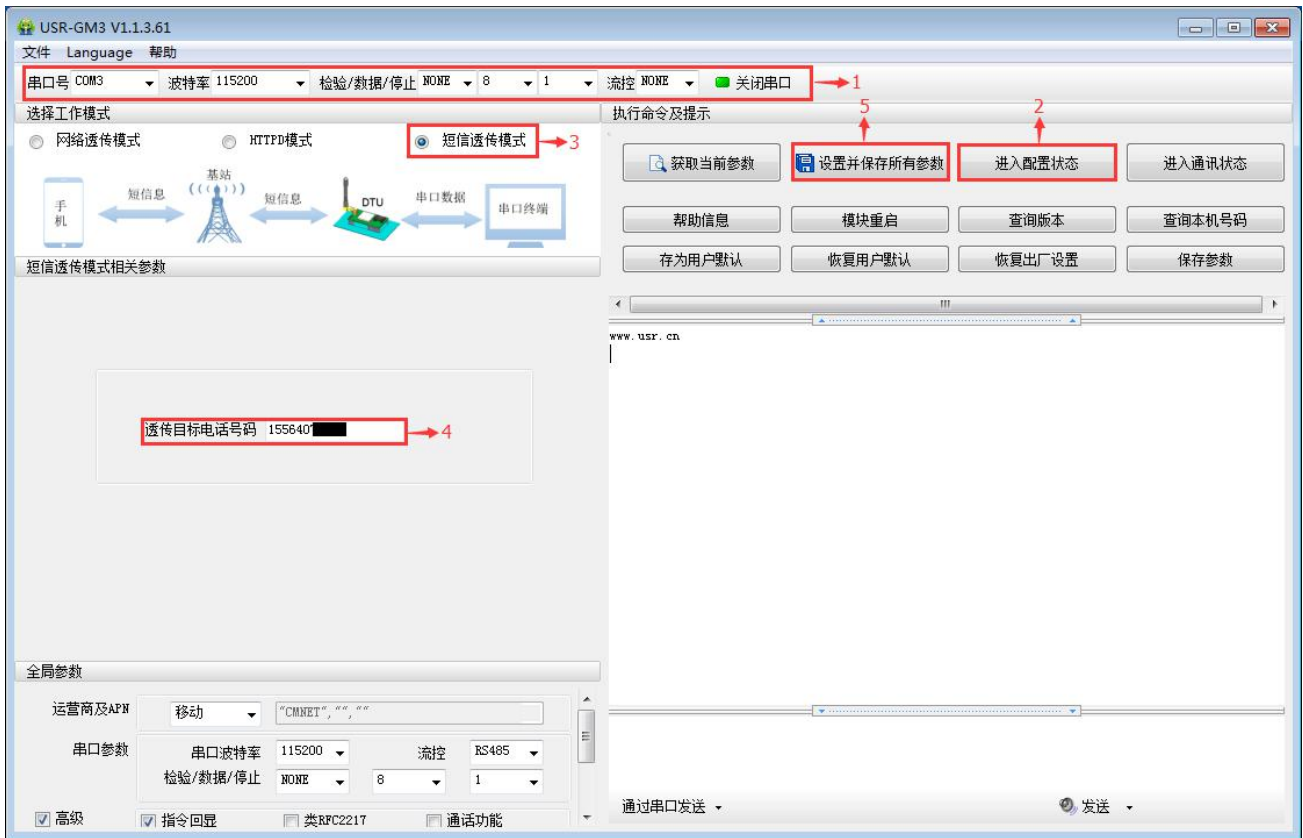 USR-GM3 V1.1.3.61
文件 Language 帮助
串口号 COM3 波特率 115200 检验/数据/停止 NONE 8 1 流控 NONE 关闭串口 1
选择工作模式
网络透传模式 HTTPD模式 短信透传模式 3
手机 短信息 基站 短信息 DTU 串口数据 串口终端
短信透传模式相关参数
透传目标电话号码 155640 4
全局参数
运营商及APN 移动 "CMNET","",""
串口参数 串口波特率 115200 流控 RS485
检验/数据/停止 NONE 8 1
高级 指令回显 类RFC2217 通话功能
执行命令及提示 5 2
获取当前参数 设置并保存所有参数 进入配置状态 进入通讯状态
帮助信息 模块重启 查询版本 查询本机号码
存为用户默认 恢复用户默认 恢复出厂设置 保存参数
www.usr.cn
通过串口发送 发送